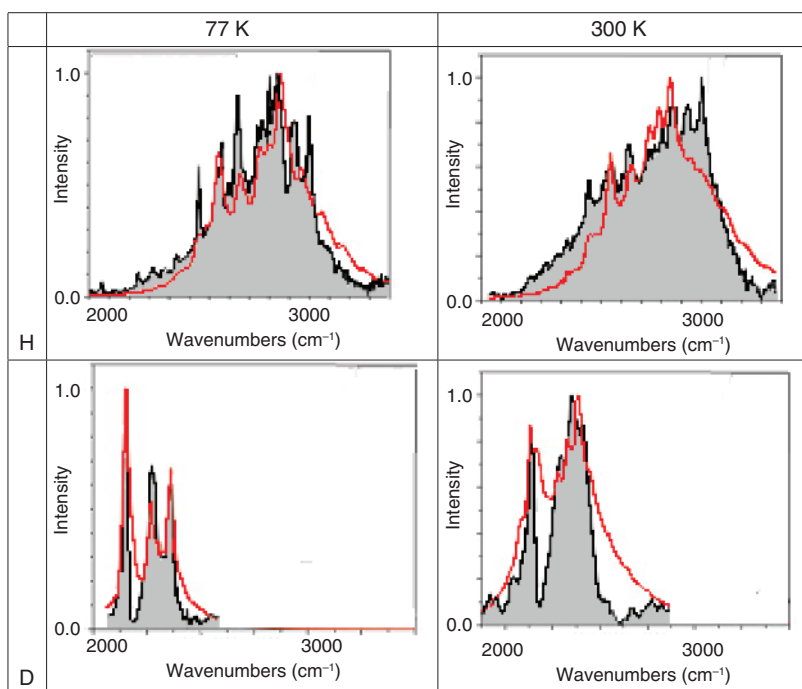 77 K 300 K
1.0 1.0
Intensity Intensity
0.0 0.0
2000 3000 2000 3000
H Wavenumbers (cm⁻¹) Wavenumbers (cm⁻¹)
1.0 1.0
Intensity Intensity
0.0 0.0
2000 3000 2000 3000
D Wavenumbers (cm⁻¹) Wavenumbers (cm⁻¹)